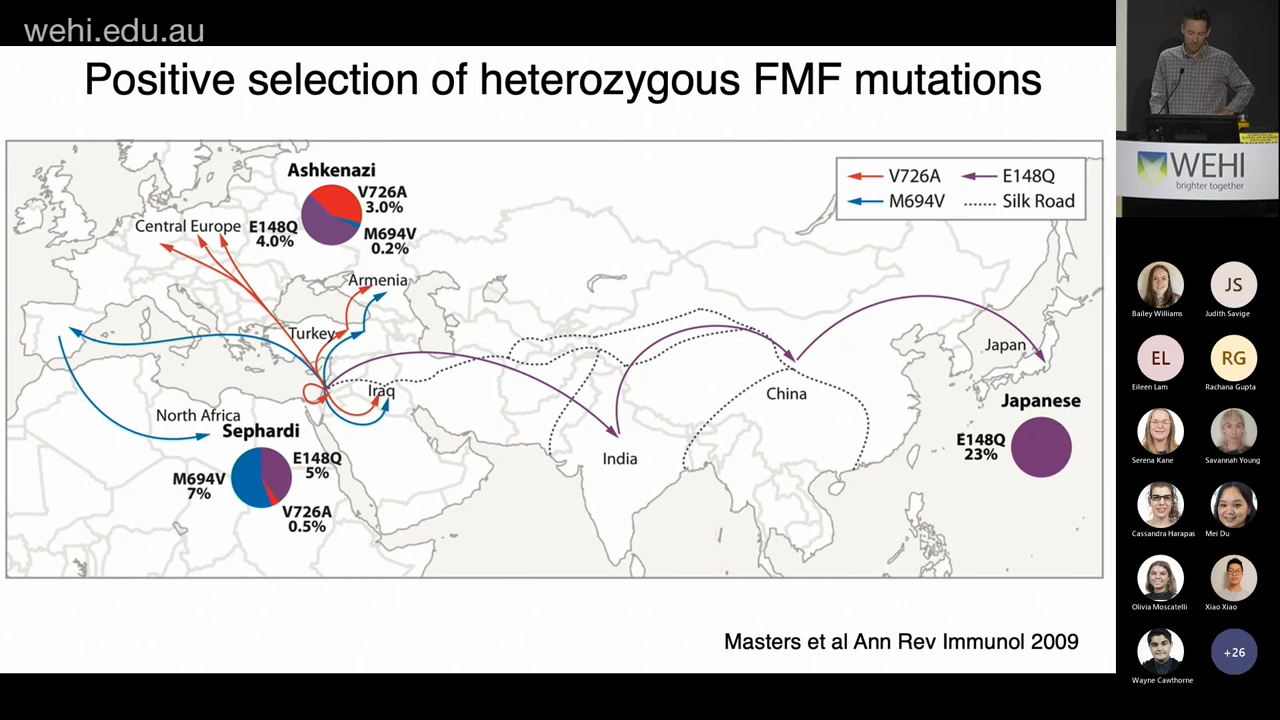 wehi.edu.au
Positive selection of heterozygous FMF mutations
Ashkenazi
V726A
3.0%
E148Q
4.0%
M694V
0.2%
Central Europe
Armenia
Turkey
Iraq
North Africa
Sephardi
E148Q
5%
M694V
7%
V726A
0.5%
India
China
Japan
Japanese
E148Q
23%
V726A
E148Q
M694V
Silk Road
Masters et al Ann Rev Immunol 2009
WEHI
brighter together
Bailey Williams
JS
Judith Savige
EL
Eileen Lam
RG
Rachana Gupta
Serena Kane
Savannah Young
Cassandra Harapas
Mei Du
Olivia Moscatelli
Xiao Xiao
Wayne Cawthorne
+26